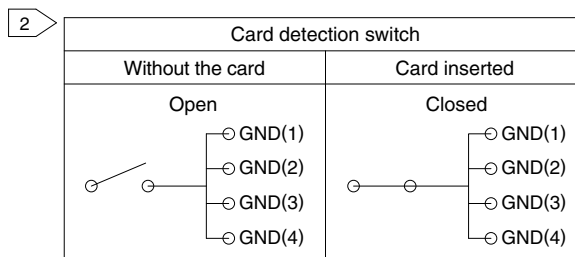 2
Card detection switch
Without the card
Card inserted
Open
Closed
GND(1)
GND(2)
GND(3)
GND(4)
GND(1)
GND(2)
GND(3)
GND(4)